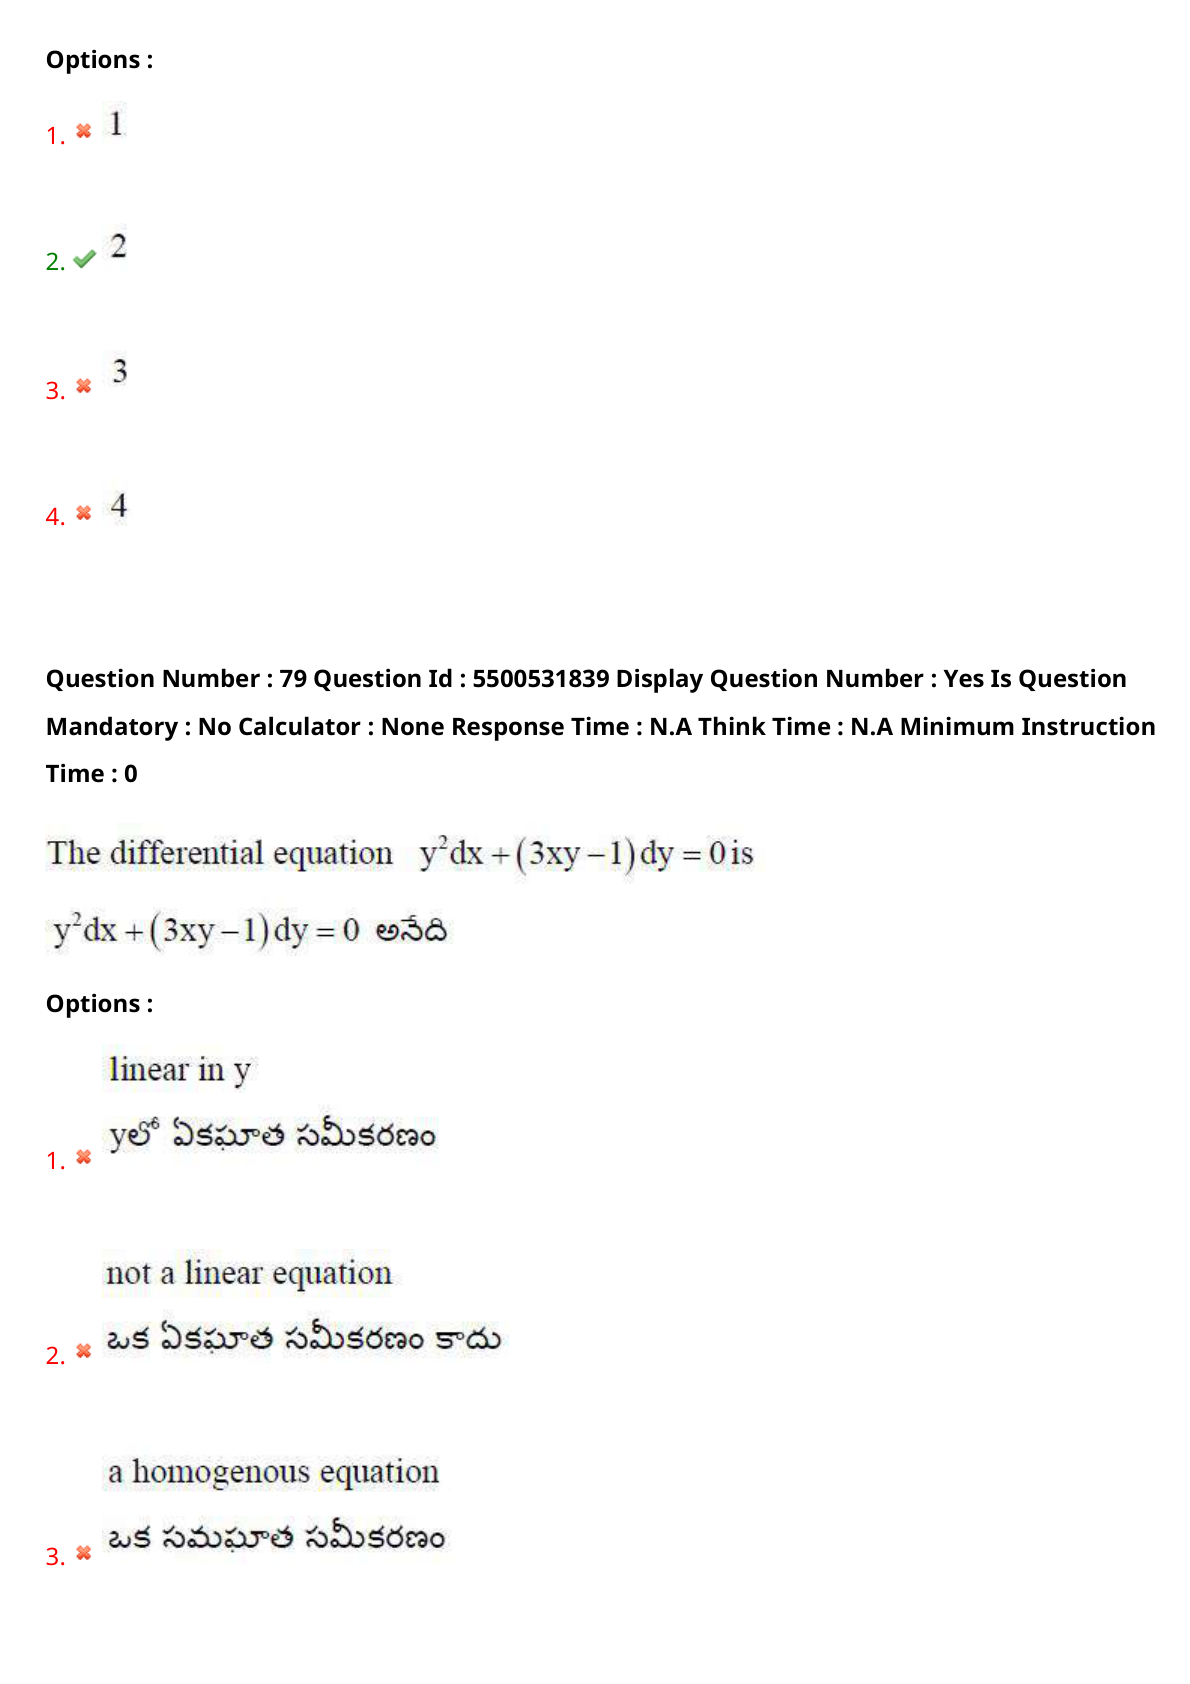 Options :
1. 1
2. 2
3. 3
4. 4
Question Number : 79 Question Id : 5500531839 Display Question Number : Yes Is Question
Mandatory : No Calculator : None Response Time : N.A Think Time : N.A Minimum Instruction
Time : 0
The differential equation y²dx + (3xy − 1) dy = 0 is
y²dx + (3xy − 1) dy = 0 అనేది
Options :
linear in y
yలో ఏకఘాత సమీకరణం
1.
not a linear equation
ఒక ఏకఘాత సమీకరణం కాదు
2.
a homogenous equation
ఒక సమఘాత సమీకరణం
3.